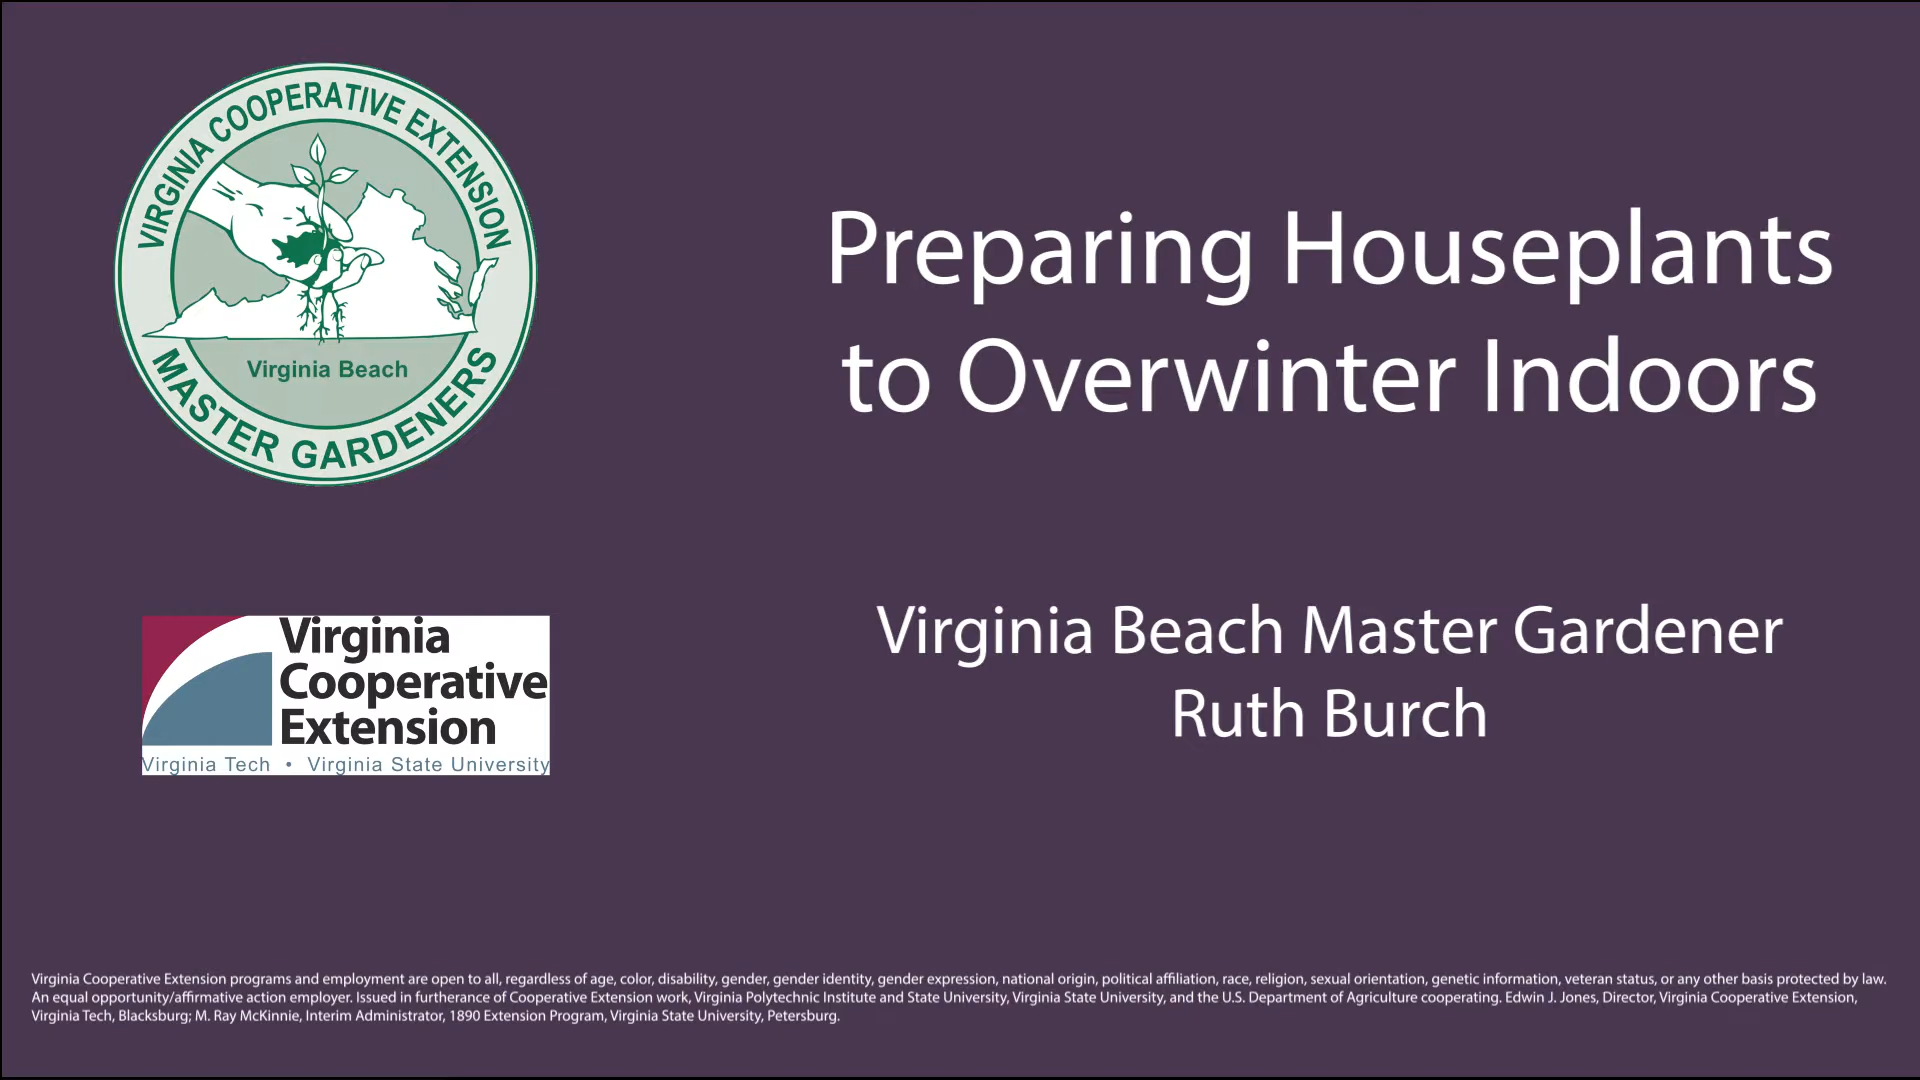 VIRGINIA COOPERATIVE EXTENSION
Virginia Beach
MASTER GARDENERS
Preparing Houseplants
to Overwinter Indoors
Virginia
Cooperative
Extension
Virginia Tech • Virginia State University
Virginia Beach Master Gardener
Ruth Burch
Virginia Cooperative Extension programs and employment are open to all, regardless of age, color, disability, gender, gender identity, gender expression, national origin, political affiliation, race, religion, sexual orientation, genetic information, veteran status, or any other basis protected by law.
An equal opportunity/affirmative action employer. Issued in furtherance of Cooperative Extension work, Virginia Polytechnic Institute and State University, Virginia State University, and the U.S. Department of Agriculture cooperating. Edwin J. Jones, Director, Virginia Cooperative Extension,
Virginia Tech, Blacksburg; M. Ray McKinnie, Interim Administrator, 1890 Extension Program, Virginia State University, Petersburg.